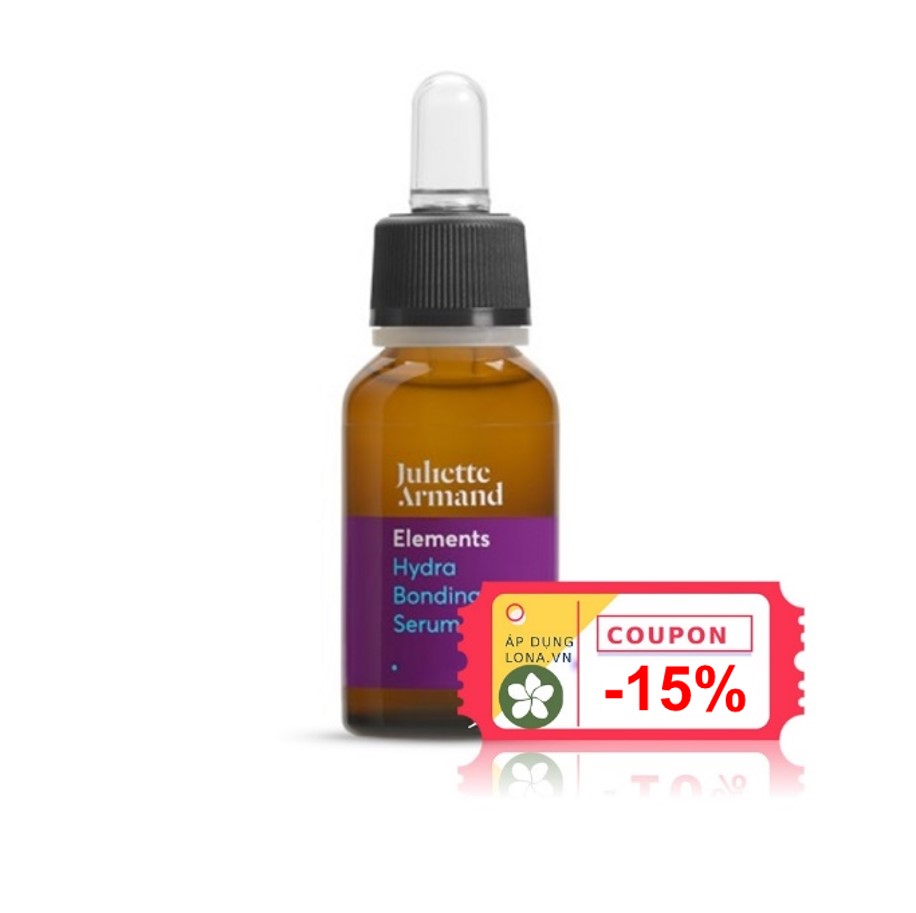 Juliette
Armand
Elements
Hydra
Bonding
Serum
ÁP DỤNG
LONA.VN
COUPON
-15%